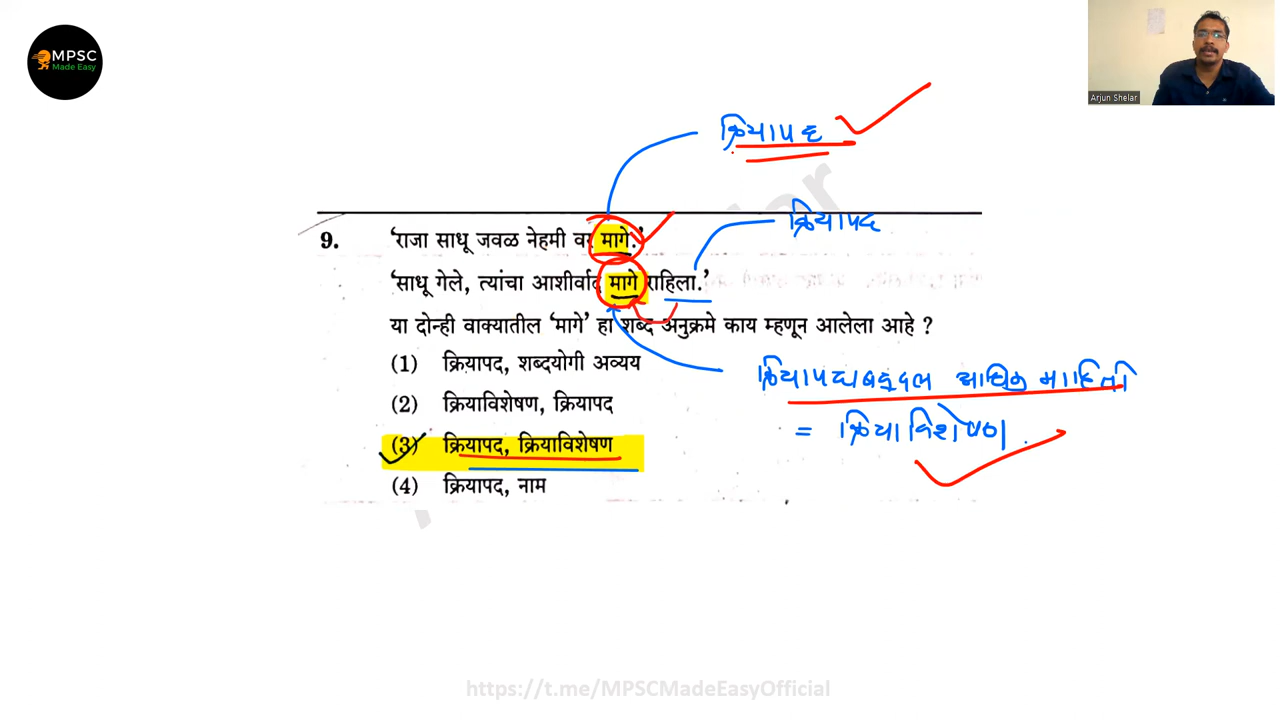 MPSC
Made Easy
Arjun Shelar
क्रियापद
क्रियापद
9. ‘राजा साधू जवळ नेहमी वर मागे.’
‘साधू गेले, त्यांचा आशीर्वाद मागे राहिला.’
या दोन्ही वाक्यातील ‘मागे’ हा शब्द अनुक्रमे काय म्हणून आलेला आहे ?
(1) क्रियापद, शब्दयोगी अव्यय
क्रियापदाबद्दल अधिक माहिती
(2) क्रियाविशेषण, क्रियापद
= क्रियाविशेषण
(3) क्रियापद, क्रियाविशेषण
(4) क्रियापद, नाम
https://t.me/MPSCMadeEasyOfficial